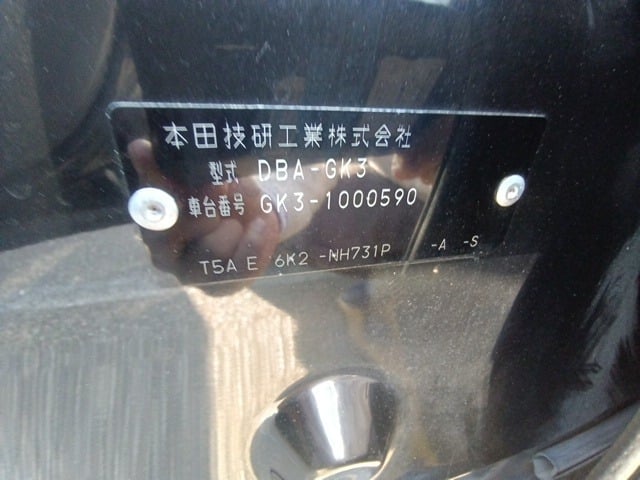 本田技研工業株式会社
型式 DBA-GK3
車台番号 GK3-1000590
T5A E 6K2 -NH731P -A -S